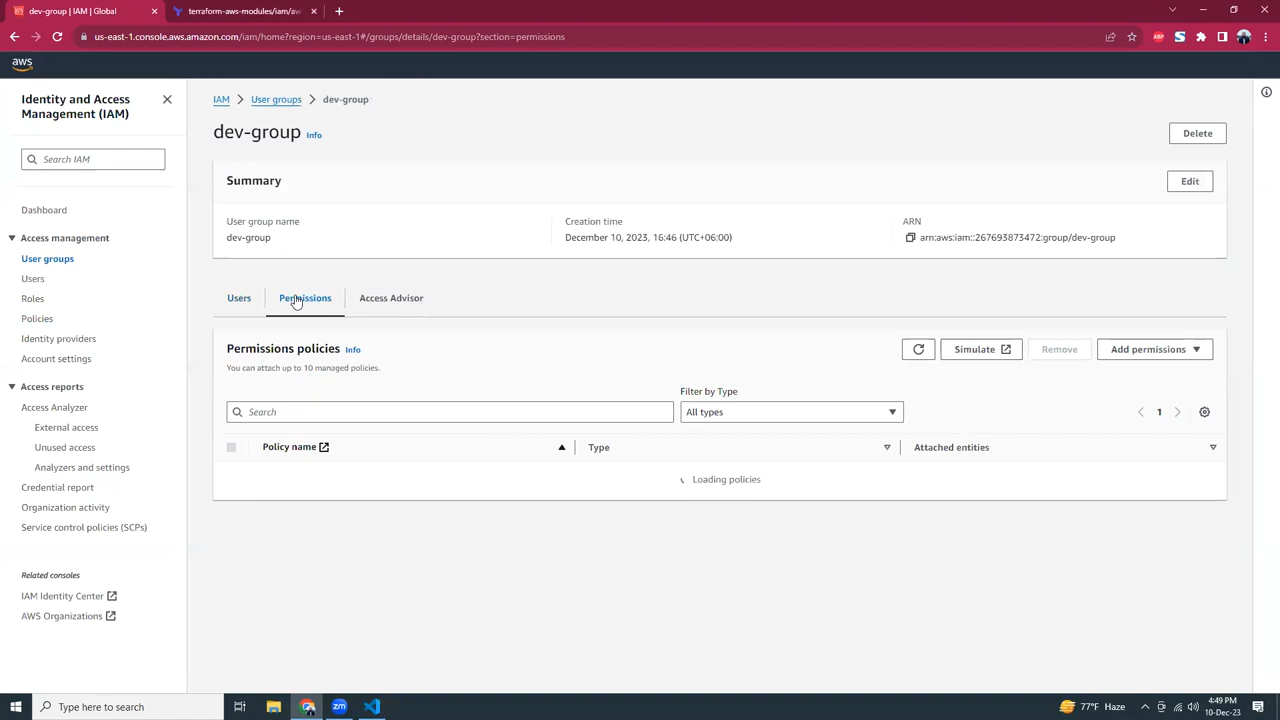 dev-group | IAM | Global
terraform-aws-modules/iam/aw
us-east-1.console.aws.amazon.com/iam/home?region=us-east-1#/groups/details/dev-group?section=permissions
ABP
aws
Identity and Access
Management (IAM)
Search IAM
Dashboard
Access management
User groups
Users
Roles
Policies
Identity providers
Account settings
Access reports
Access Analyzer
External access
Unused access
Analyzers and settings
Credential report
Organization activity
Service control policies (SCPs)
Related consoles
IAM Identity Center
AWS Organizations
IAM > User groups > dev-group
dev-group Info
Delete
Summary
Edit
User group name
dev-group
Creation time
December 10, 2023, 16:46 (UTC+06:00)
ARN
arn:aws:iam::267693873472:group/dev-group
Users
Permissions
Access Advisor
Permissions policies Info
You can attach up to 10 managed policies.
Simulate
Remove
Add permissions
Filter by Type
Search
All types
1
Policy name
Type
Attached entities
Loading policies
Type here to search
zm
77°F Haze
4:49 PM
10-Dec-23